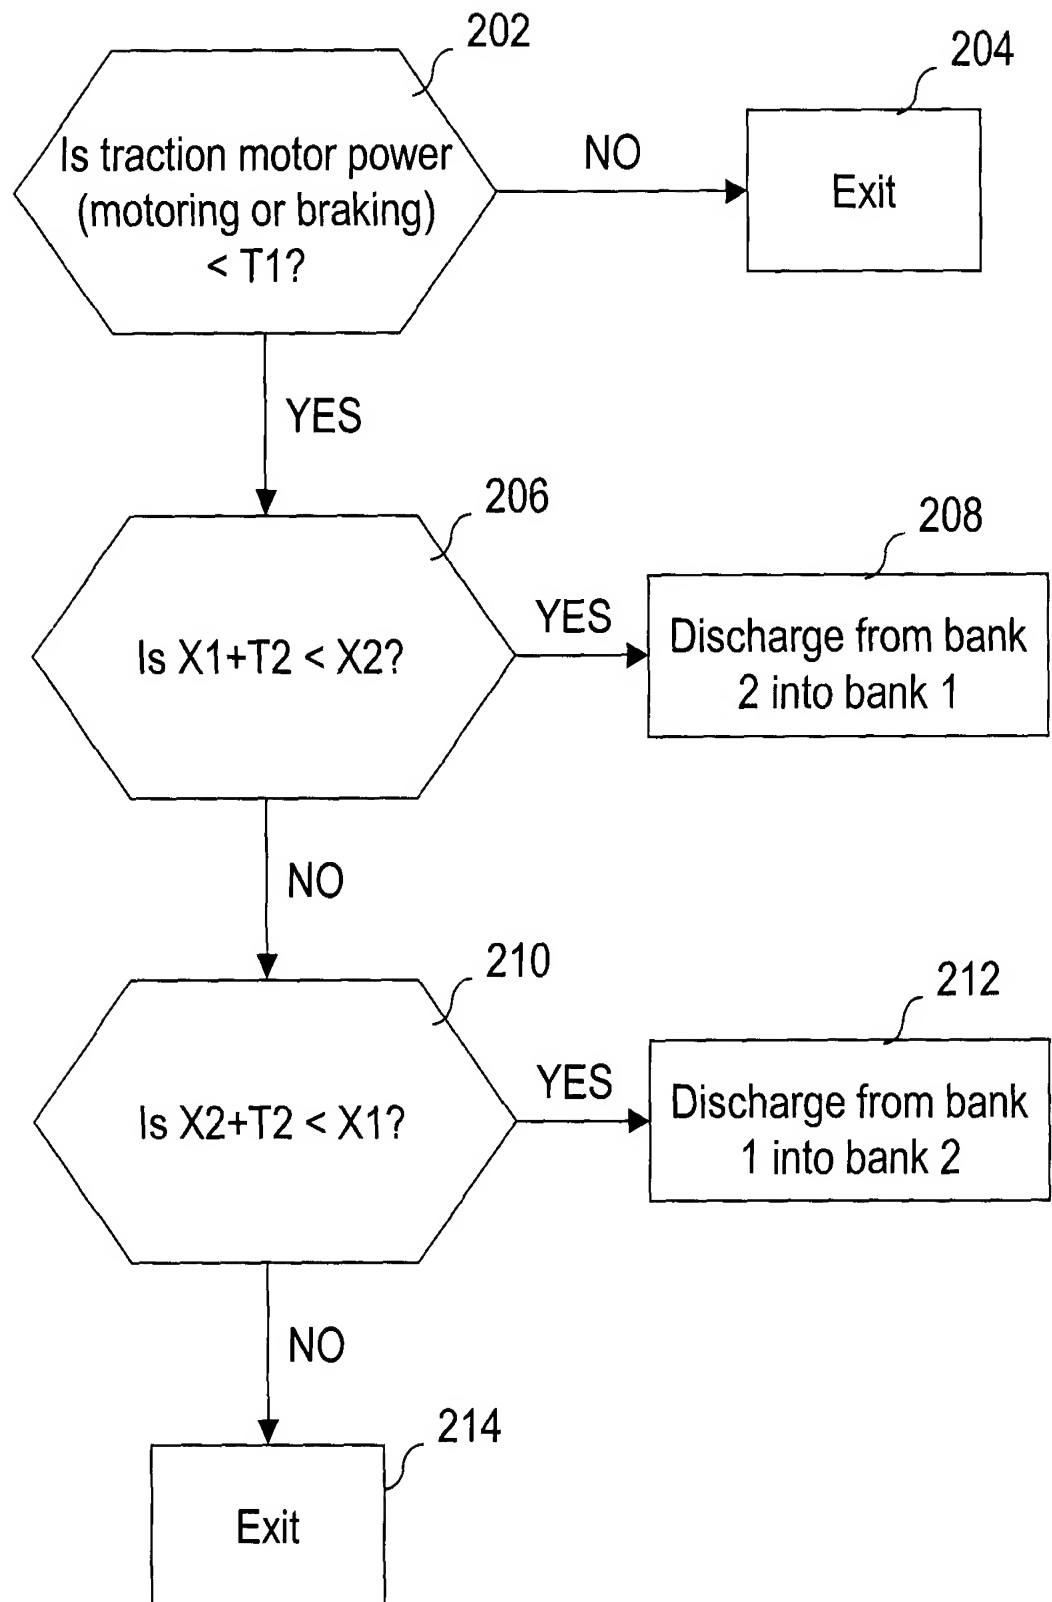 202
Is traction motor power
(motoring or braking)
< T1?
NO
204
Exit
YES
206
Is X1+T2 < X2?
YES
208
Discharge from bank
2 into bank 1
NO
210
Is X2+T2 < X1?
YES
212
Discharge from bank
1 into bank 2
NO
214
Exit